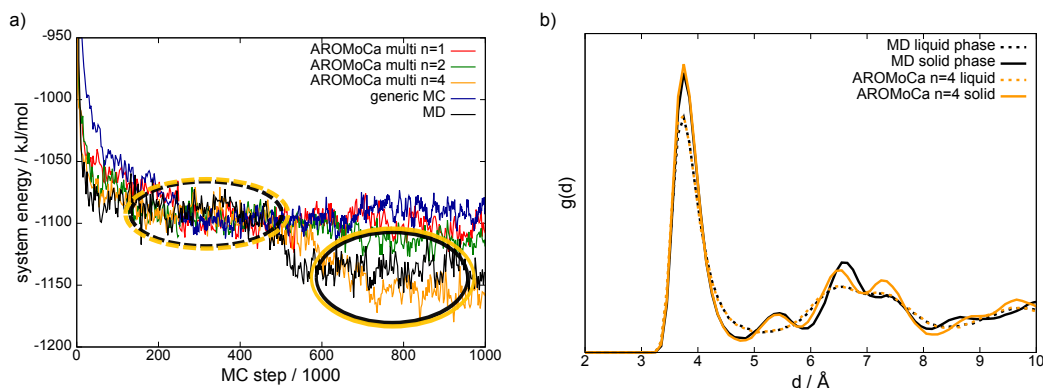 a)
-950
-1000
-1050
-1100
-1150
-1200
system energy / kJ/mol
0
200
400
600
800
1000
MC step / 1000
AROMoCa multi n=1
AROMoCa multi n=2
AROMoCa multi n=4
generic MC
MD
b)
g(d)
MD liquid phase
MD solid phase
AROMoCa n=4 liquid
AROMoCa n=4 solid
2
3
4
5
6
7
8
9
10
d / Å